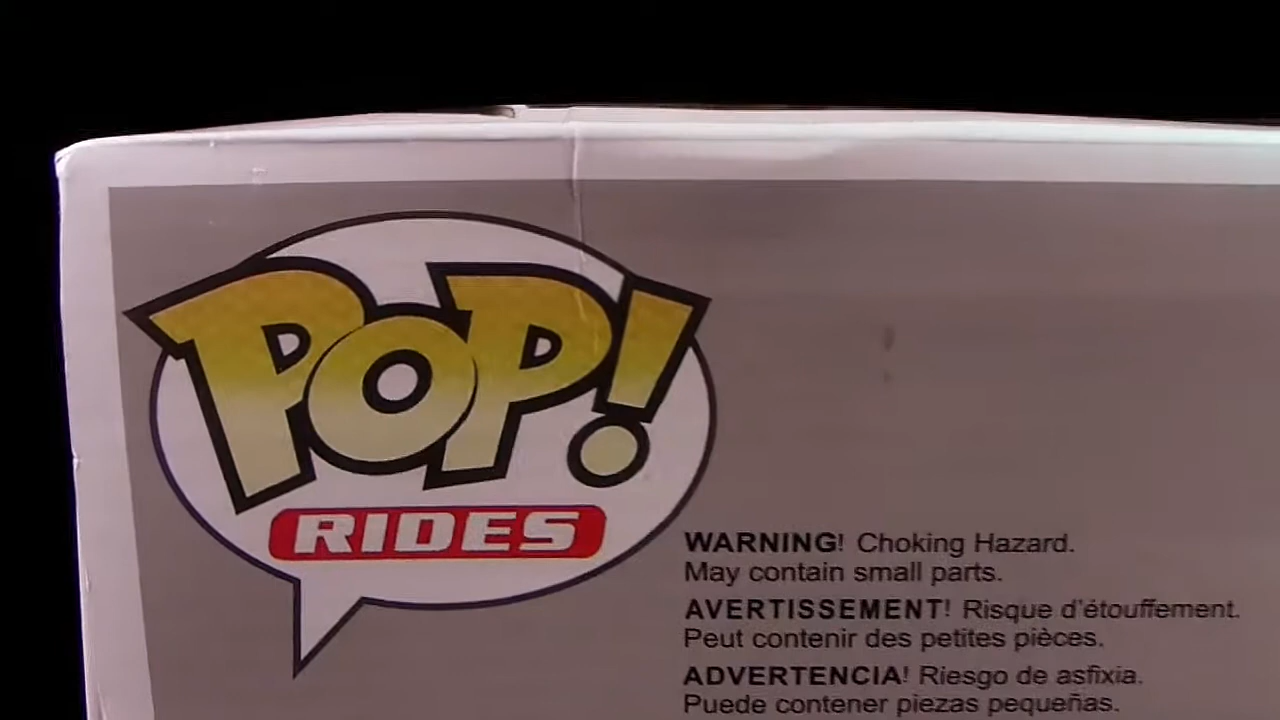 POP!
RIDES
WARNING! Choking Hazard.
May contain small parts.
AVERTISSEMENT! Risque d'étouffement.
Peut contenir des petites pièces.
ADVERTENCIA! Riesgo de asfixia.
Puede contener piezas pequeñas.